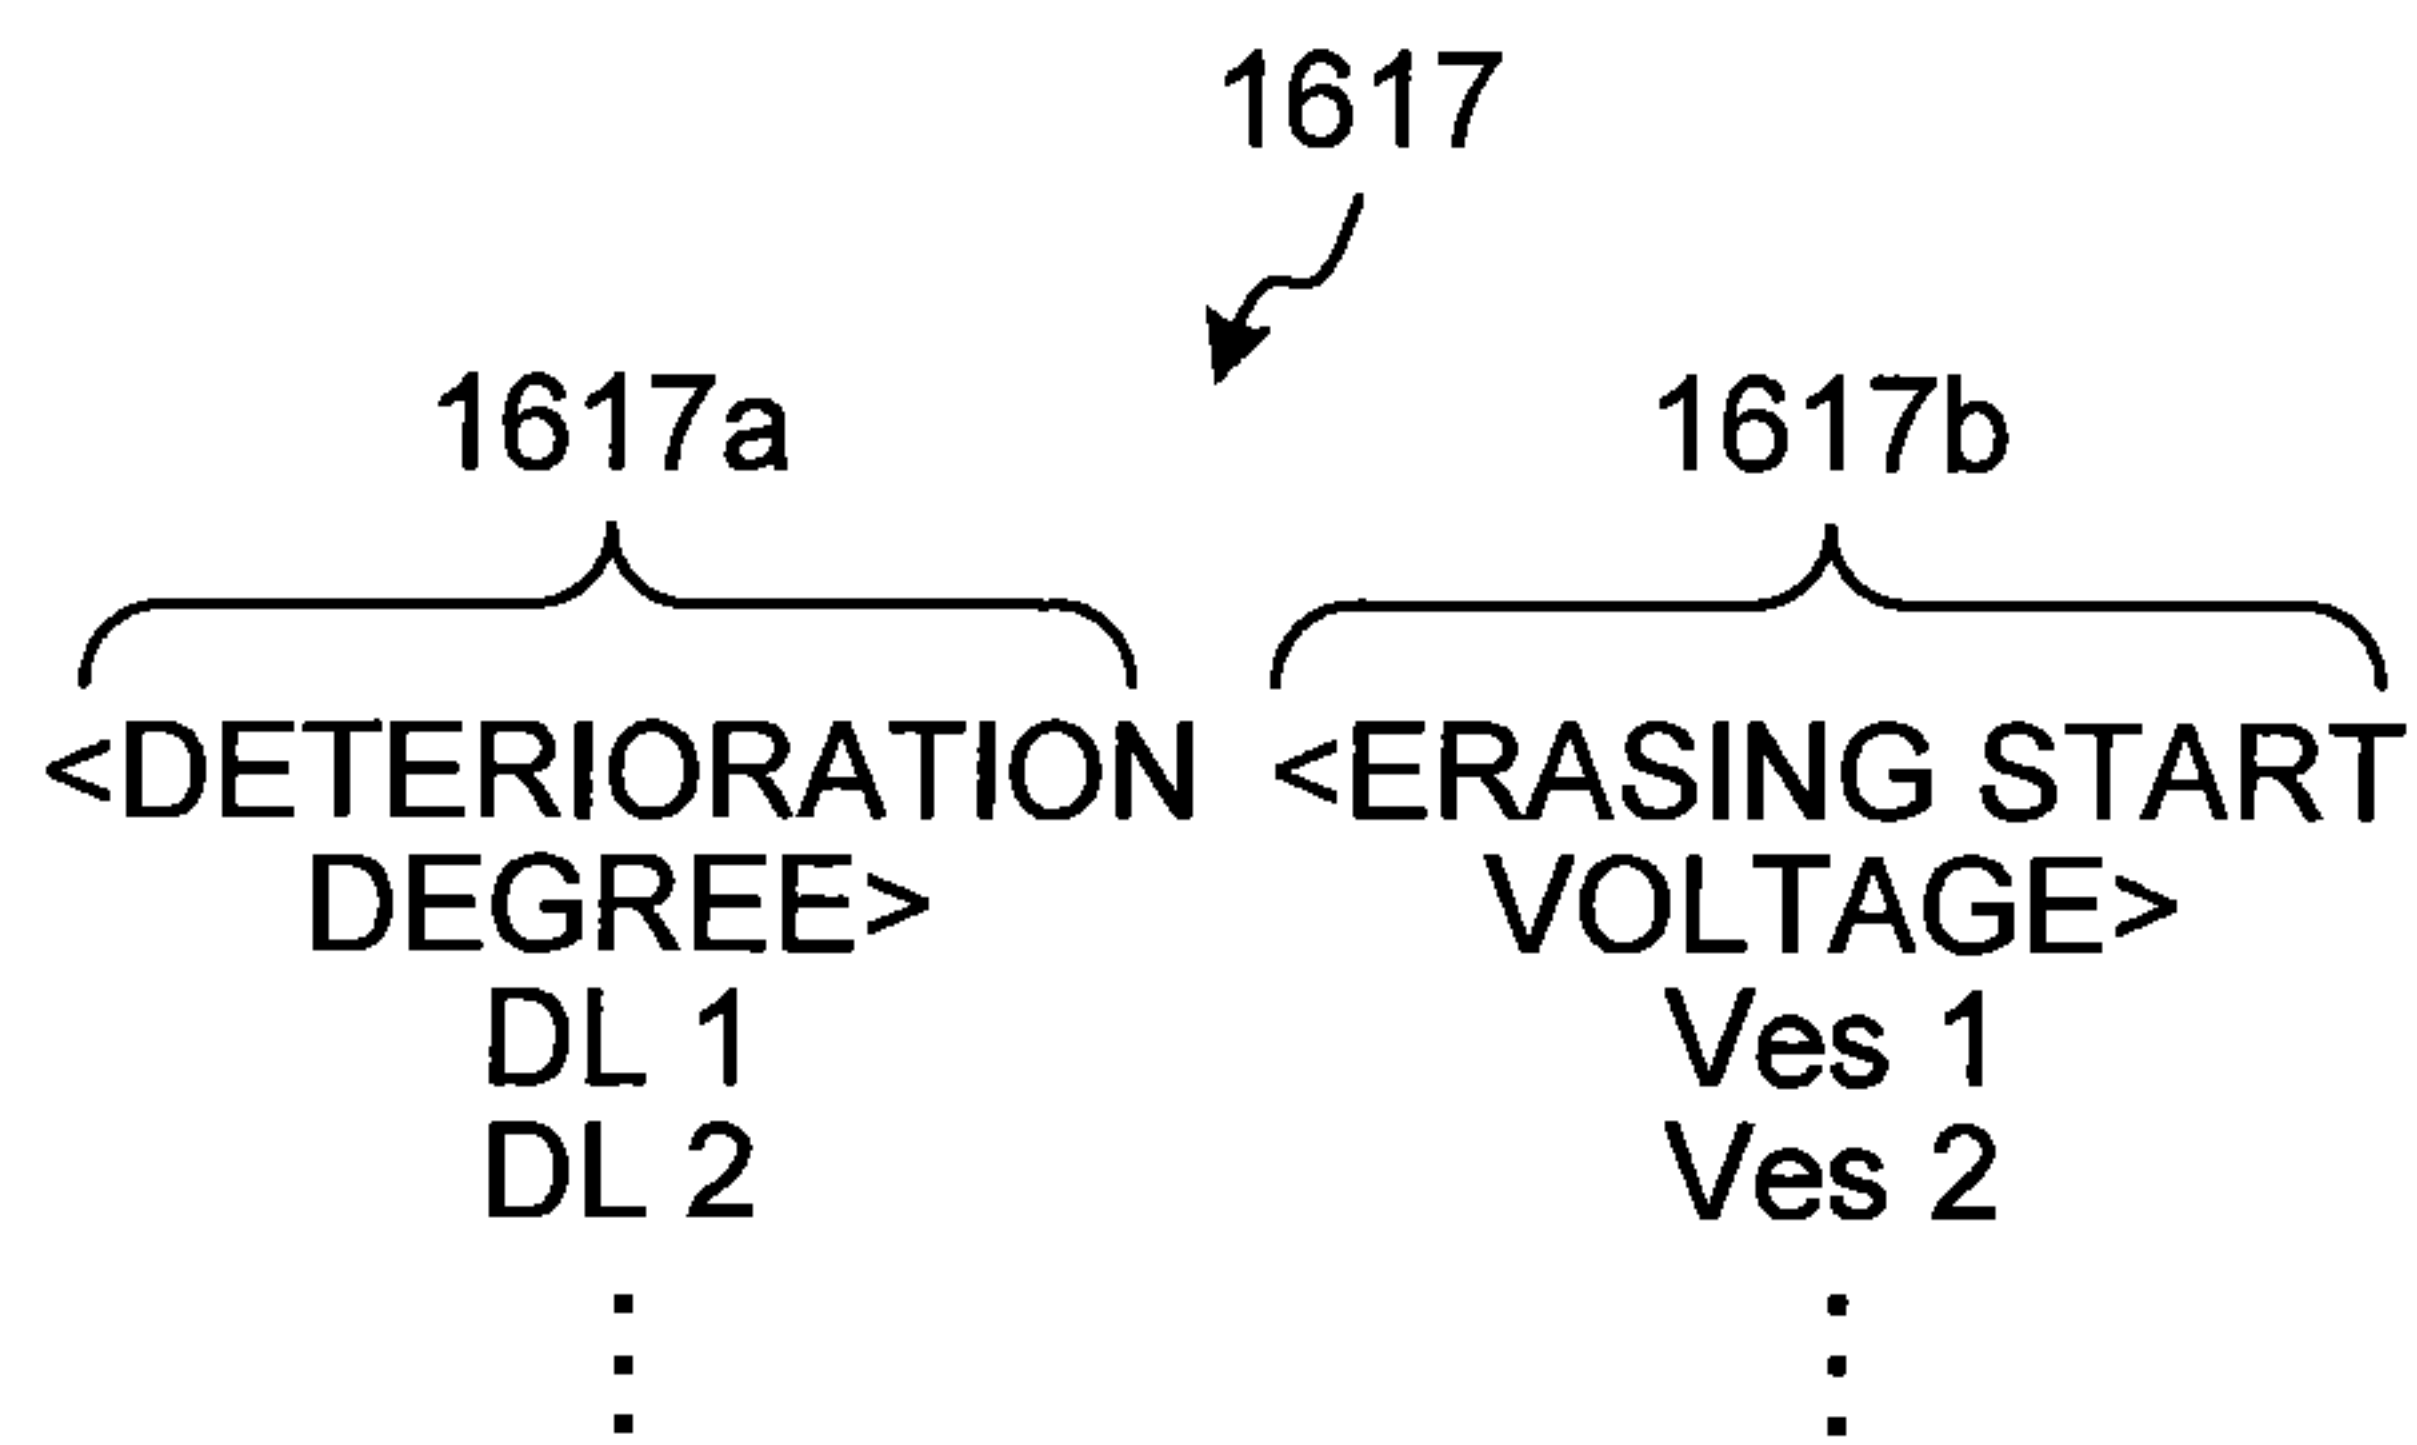 1617
1617a 1617b
<DETERIORATION <ERASING START
DEGREE> VOLTAGE>
DL 1 Ves 1
DL 2 Ves 2